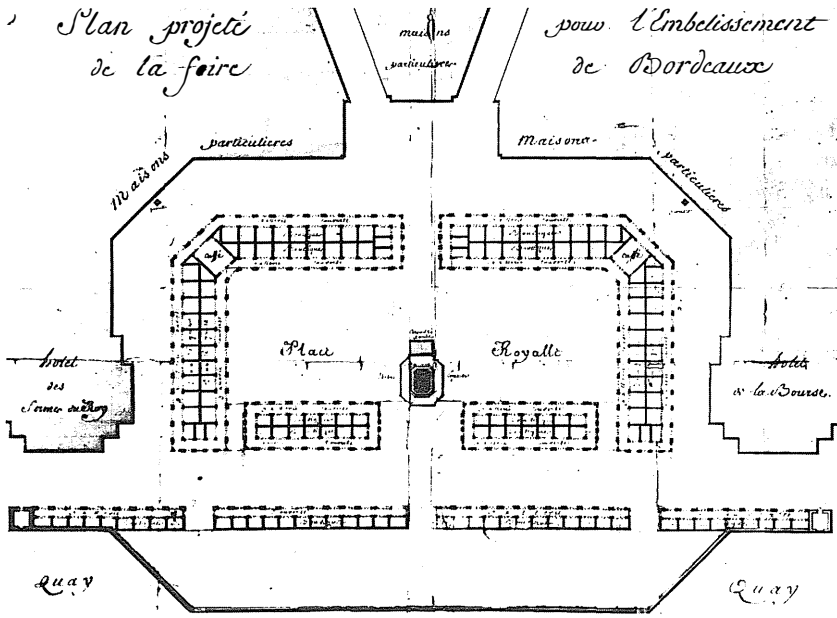 Plan projeté
de la foire
pour l'Embelissement
de Bordeaux
maisons
particulieres
Maisons
particulieres
Maisons
particulieres
caffé
caffé
Place
Royalle
hotel
des
fermes du Roy
hotel
de la Bourse.
Quay
Quay